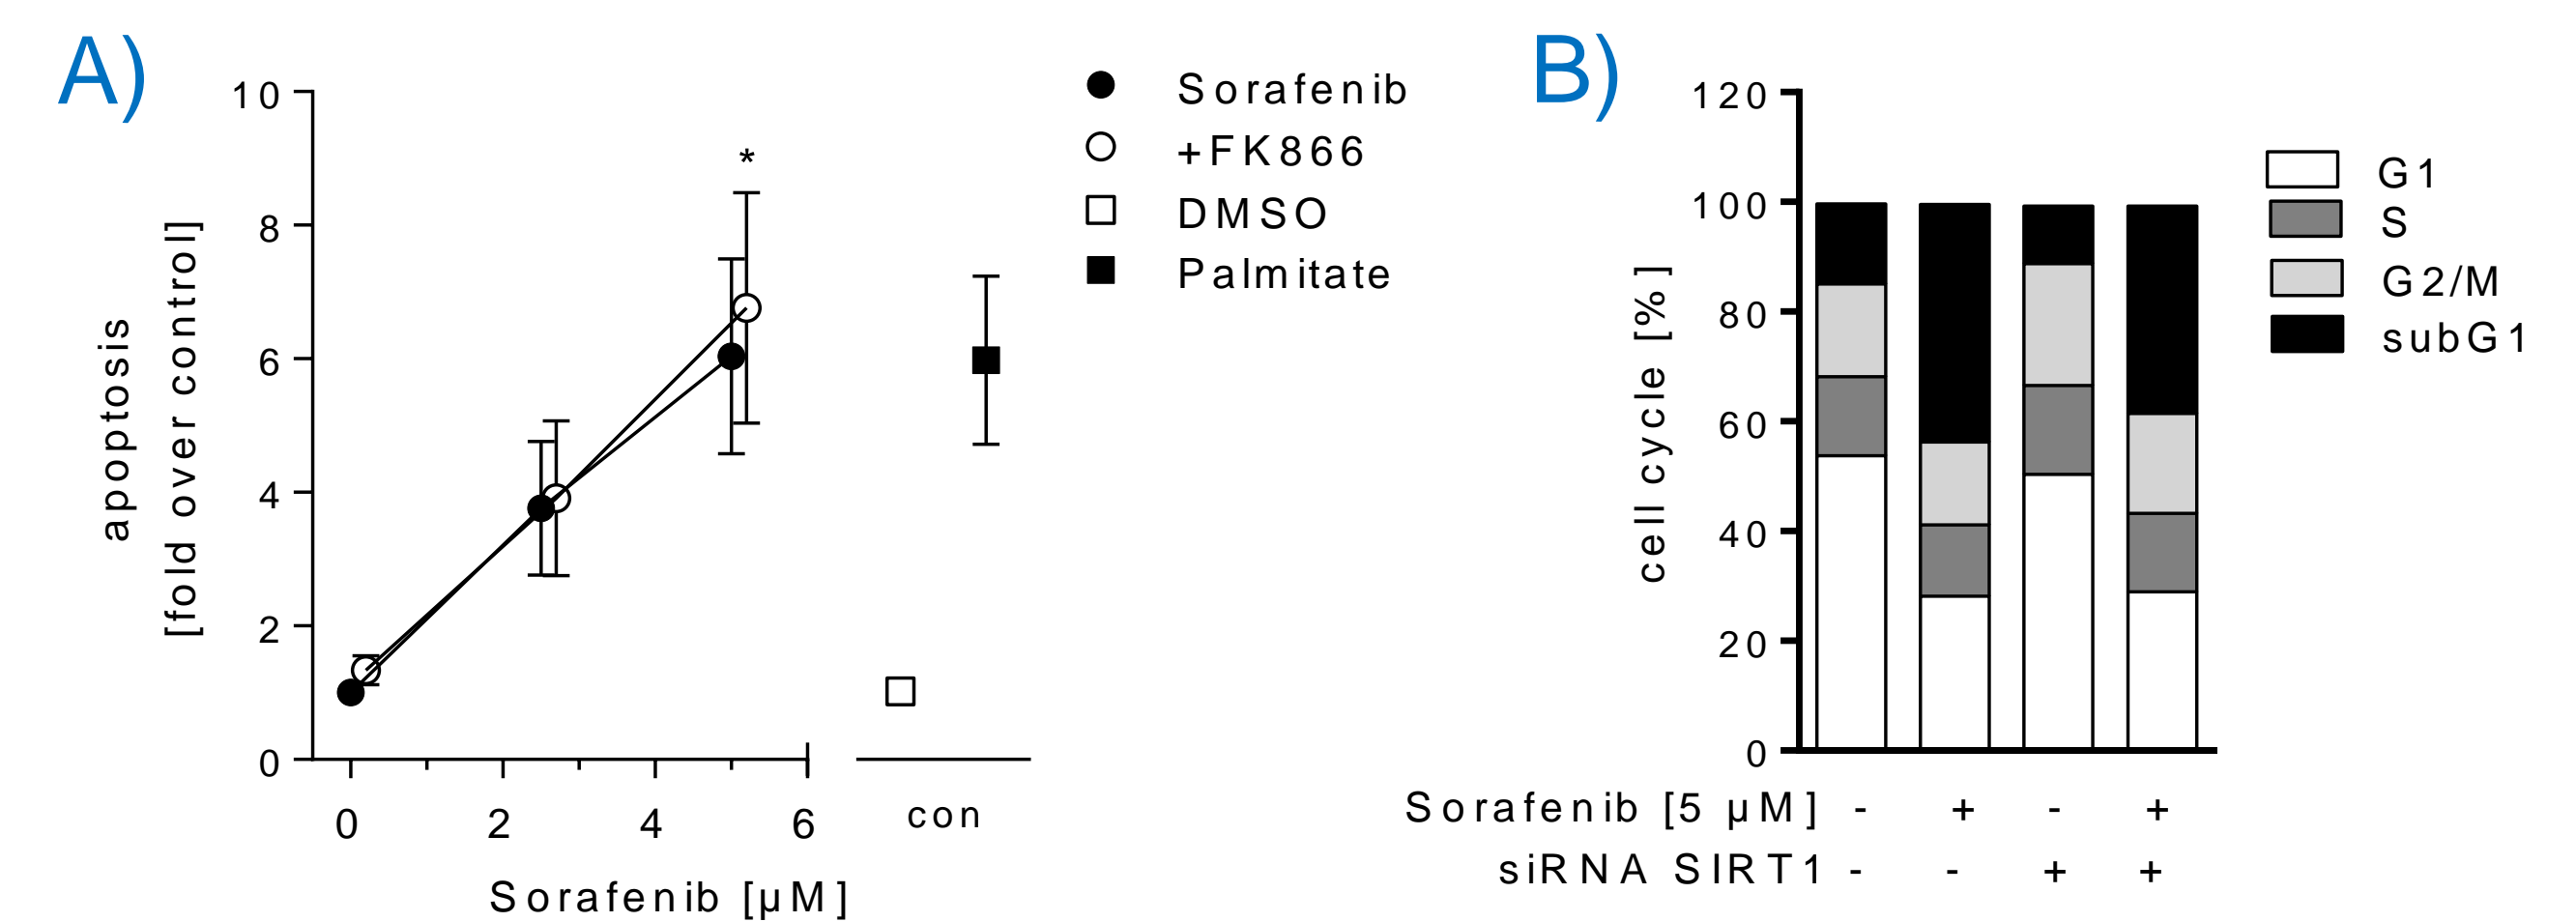 A)
apoptosis
[fold over control]
10
8
6
4
2
0
*
0 2 4 6
con
Sorafenib [µM]
Sorafenib
+FK866
DMSO
Palmitate
B)
cell cycle [%]
120
100
80
60
40
20
0
G1
S
G2/M
subG1
Sorafenib [5 µM] - + - +
siRNA SIRT1 - - + +